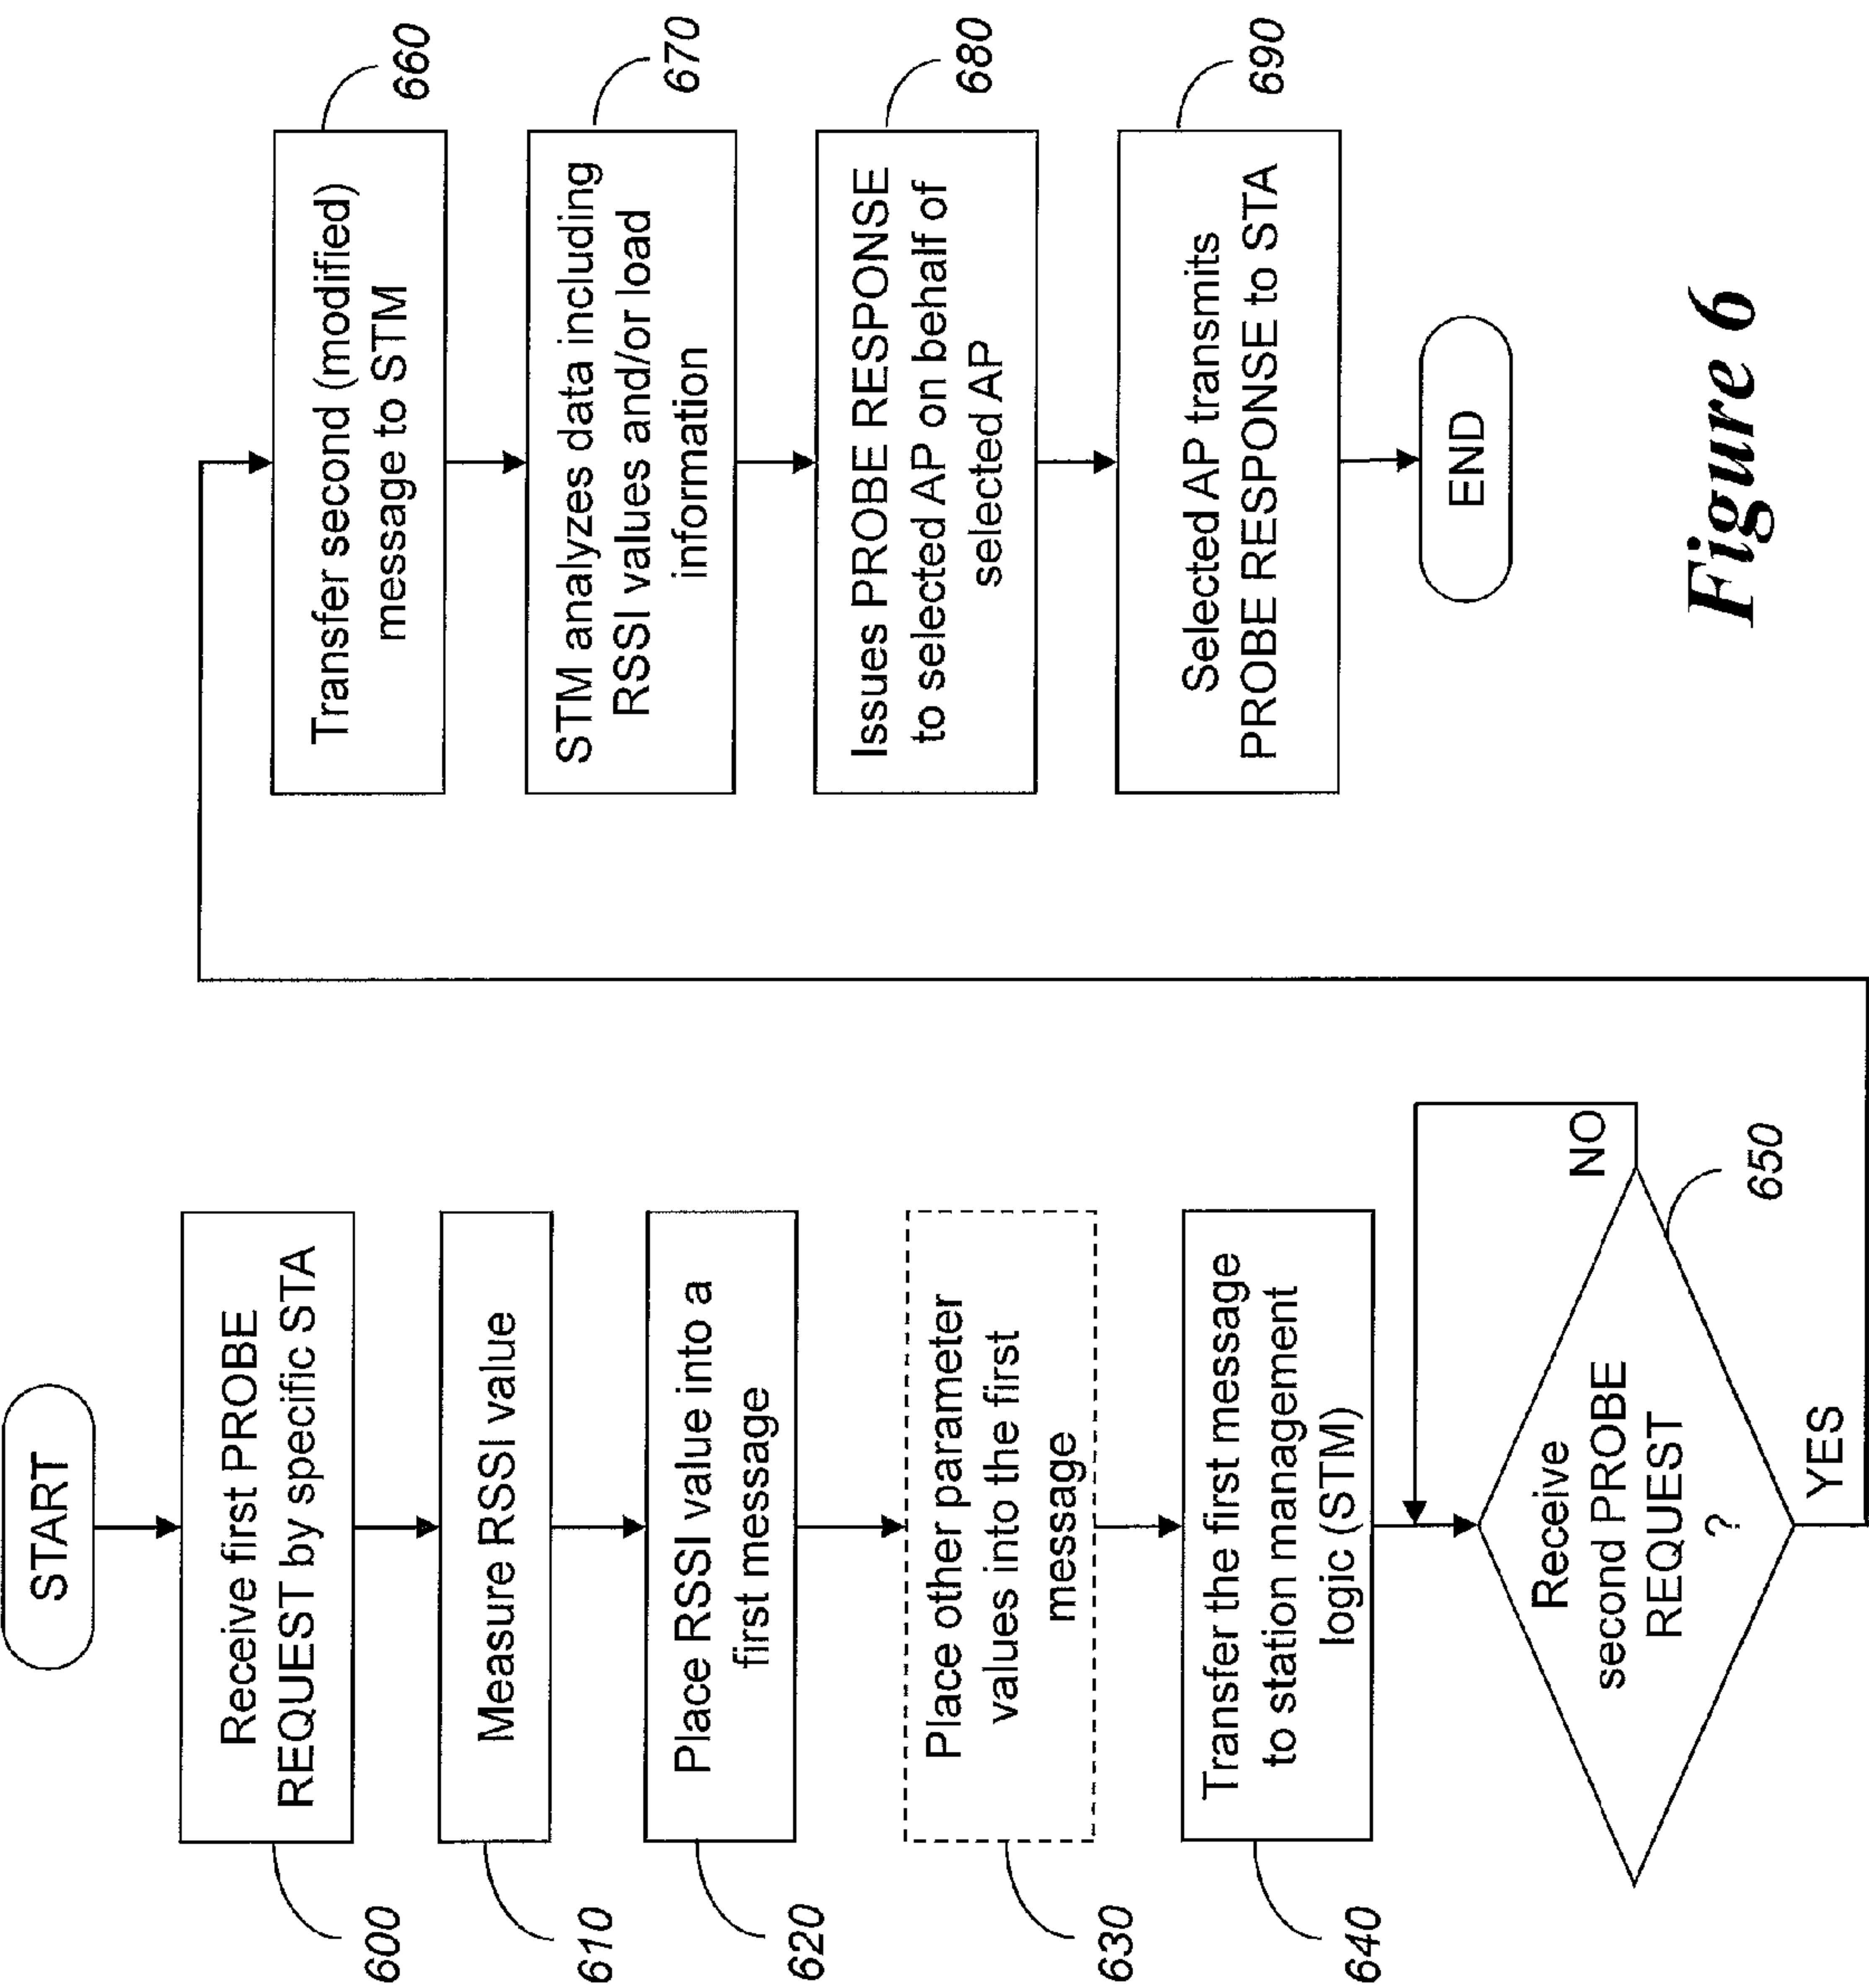 START
Receive first PROBE
REQUEST by specific STA
600
Measure RSSI value
610
Place RSSI value into a
first message
620
Place other parameter
values into the first
message
630
Transfer the first message
to station management
logic (STM)
640
Receive
second PROBE
REQUEST
?
650
NO
YES
Transfer second (modified)
message to STM
660
STM analyzes data including
RSSI values and/or load
information
670
Issues PROBE RESPONSE
to selected AP on behalf of
selected AP
680
Selected AP transmits
PROBE RESPONSE to STA
690
END
Figure 6